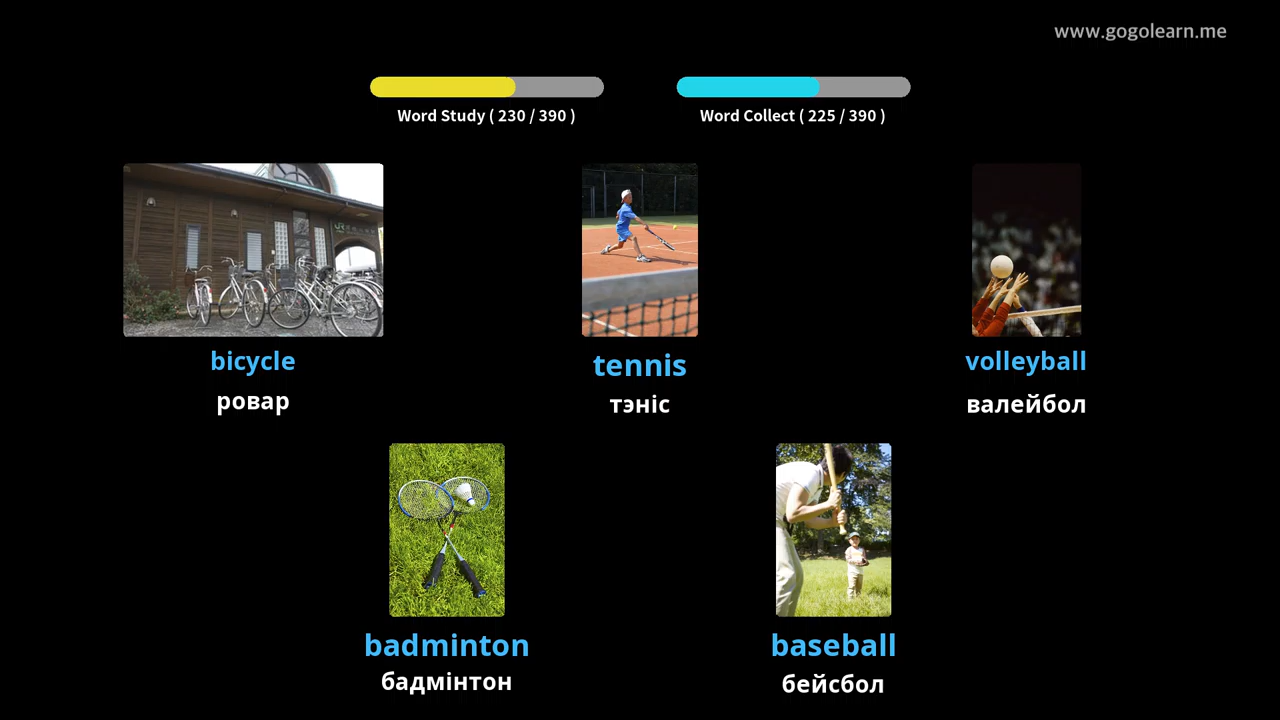 www.gogolearn.me
Word Study ( 230 / 390 )
Word Collect ( 225 / 390 )
bicycle
ровар
tennis
тэніс
volleyball
валейбол
badminton
бадмінтон
baseball
бейсбол